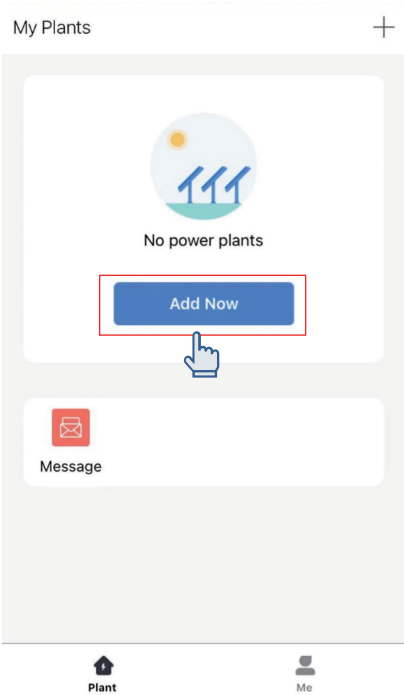 My Plants
No power plants
Add Now
Message
Plant
Me